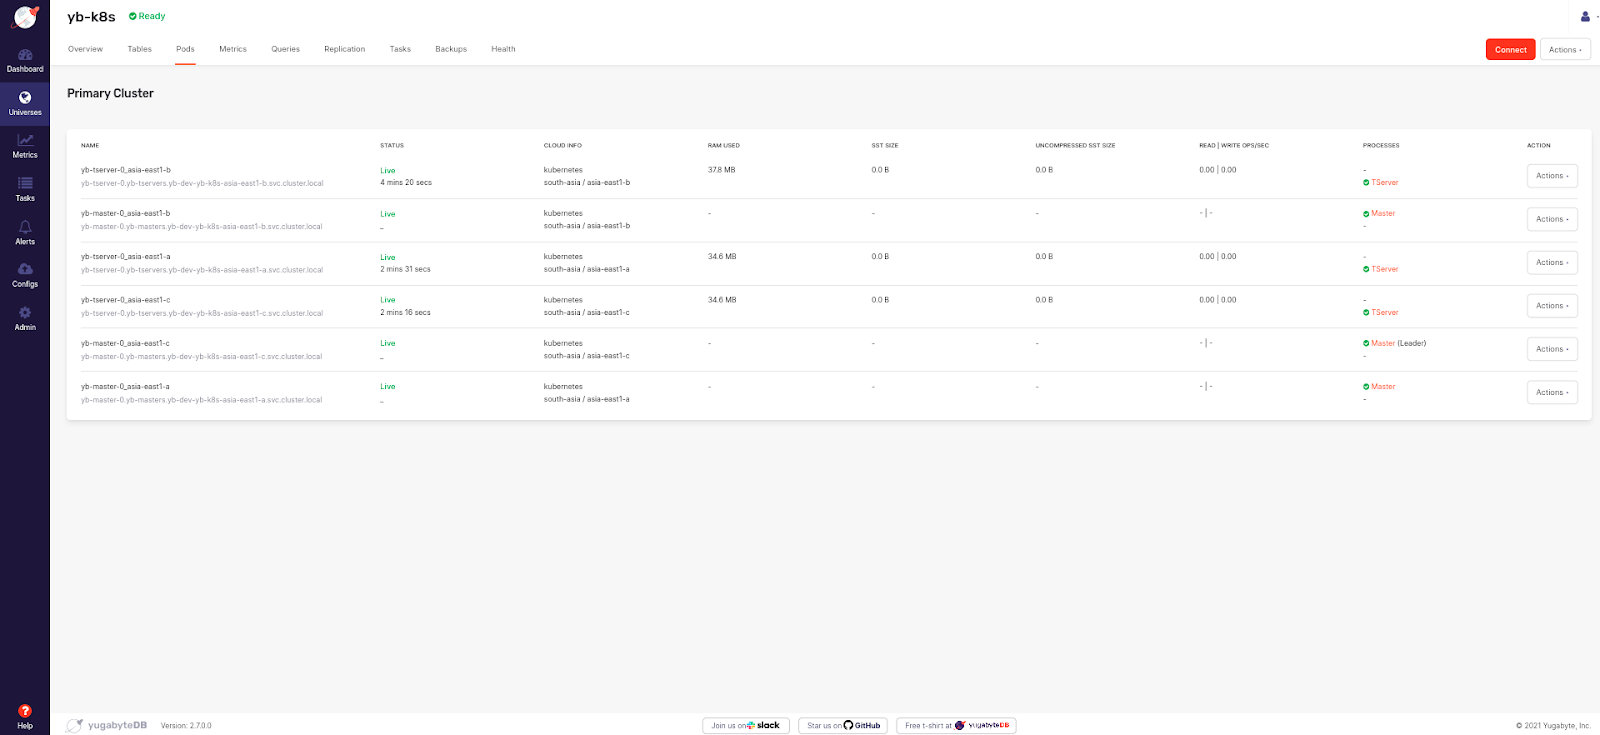 yb-k8s Ready
Overview Tables Pods Metrics Queries Replication Tasks Backups Health
Connect Actions
Dashboard
Universes
Metrics
Tasks
Alerts
Configs
Admin
Help
Primary Cluster
NAME STATUS CLOUD INFO RAM USED SST SIZE UNCOMPRESSED SST SIZE READ | WRITE OPS/SEC PROCESSES ACTION
yb-tserver-0_asia-east1-b Live kubernetes 37.8 MB 0.0 B 0.0 B 0.00 | 0.00 - Actions
yb-tserver-0.yb-tservers.yb-dev-yb-k8s-asia-east1-b.svc.cluster.local 4 mins 20 secs south-asia / asia-east1-b TServer
yb-master-0_asia-east1-b Live kubernetes - - - - | - Master Actions
yb-master-0.yb-masters.yb-dev-yb-k8s-asia-east1-b.svc.cluster.local _ south-asia / asia-east1-b -
yb-tserver-0_asia-east1-a Live kubernetes 34.6 MB 0.0 B 0.0 B 0.00 | 0.00 - Actions
yb-tserver-0.yb-tservers.yb-dev-yb-k8s-asia-east1-a.svc.cluster.local 2 mins 31 secs south-asia / asia-east1-a TServer
yb-tserver-0_asia-east1-c Live kubernetes 34.6 MB 0.0 B 0.0 B 0.00 | 0.00 - Actions
yb-tserver-0.yb-tservers.yb-dev-yb-k8s-asia-east1-c.svc.cluster.local 2 mins 16 secs south-asia / asia-east1-c TServer
yb-master-0_asia-east1-c Live kubernetes - - - - | - Master (Leader) Actions
yb-master-0.yb-masters.yb-dev-yb-k8s-asia-east1-c.svc.cluster.local _ south-asia / asia-east1-c -
yb-master-0_asia-east1-a Live kubernetes - - - - | - Master Actions
yb-master-0.yb-masters.yb-dev-yb-k8s-asia-east1-a.svc.cluster.local _ south-asia / asia-east1-a -
yugabyteDB Version: 2.7.0.0 Join us on slack Star us on GitHub Free t-shirt at yugabyteDB © 2021 Yugabyte, Inc.